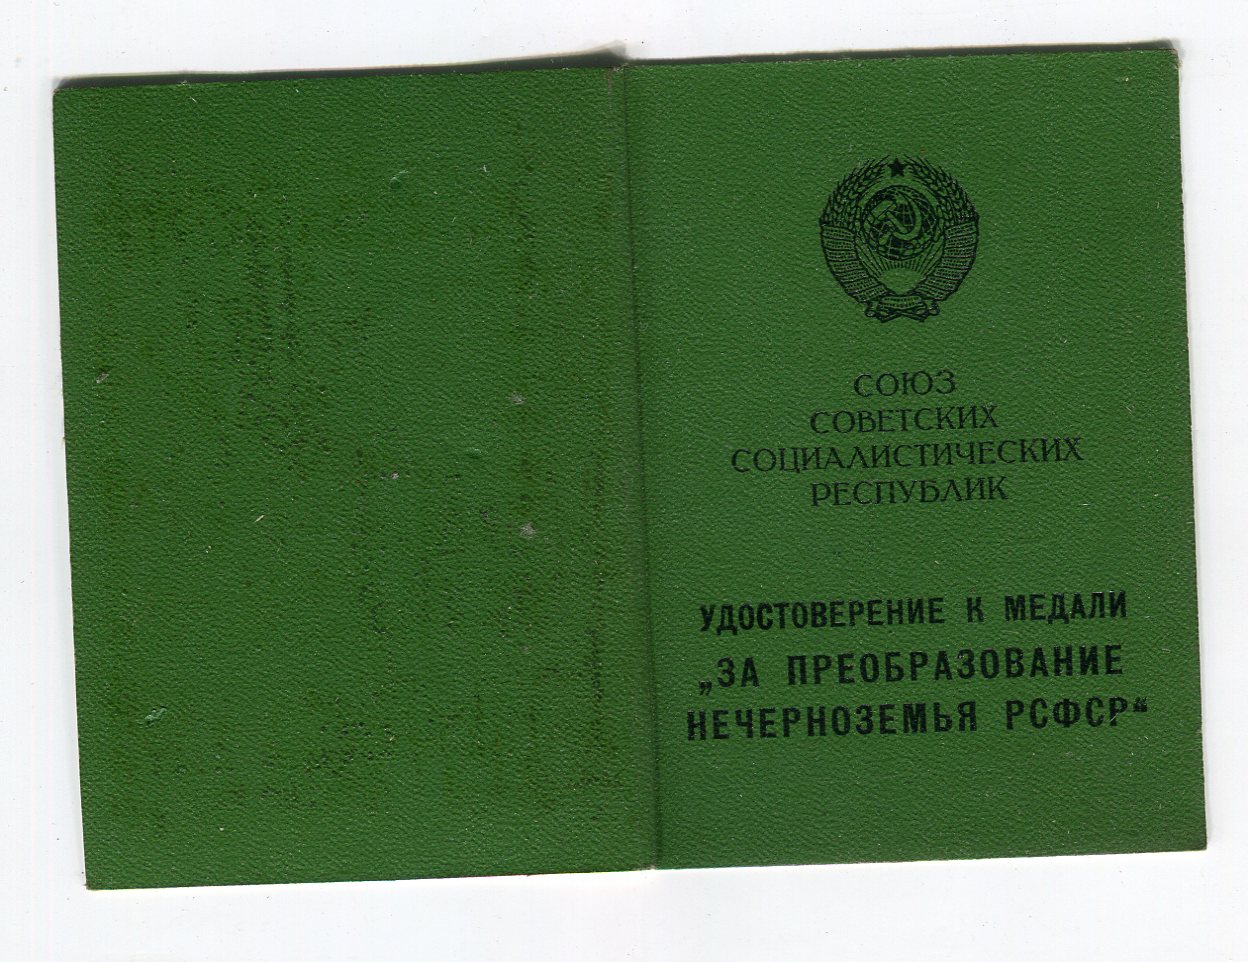 СОЮЗ
СОВЕТСКИХ
СОЦИАЛИСТИЧЕСКИХ
РЕСПУБЛИК
УДОСТОВЕРЕНИЕ К МЕДАЛИ
„ЗА ПРЕОБРАЗОВАНИЕ
НЕЧЕРНОЗЕМЬЯ РСФСР“